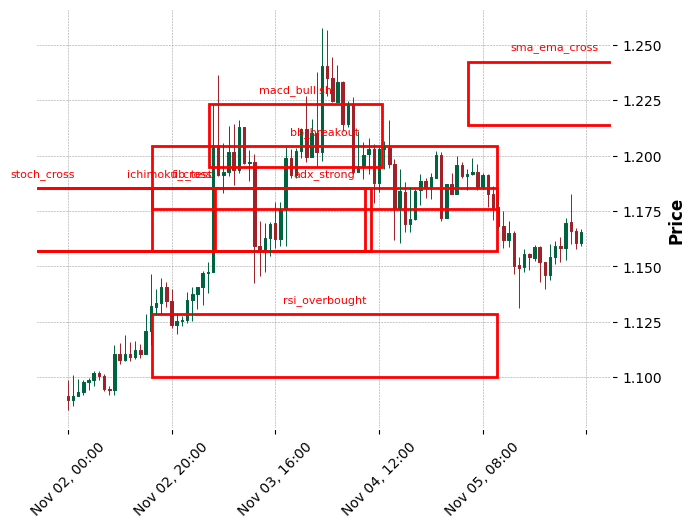 sma_ema_cross
macd_bullish
bb_breakout
stoch_cross
adx_strong
rsi_overbought
1.250
1.225
1.200
1.175
1.150
1.125
1.100
Price
Nov 02, 00:00
Nov 02, 20:00
Nov 03, 16:00
Nov 04, 12:00
Nov 05, 08:00